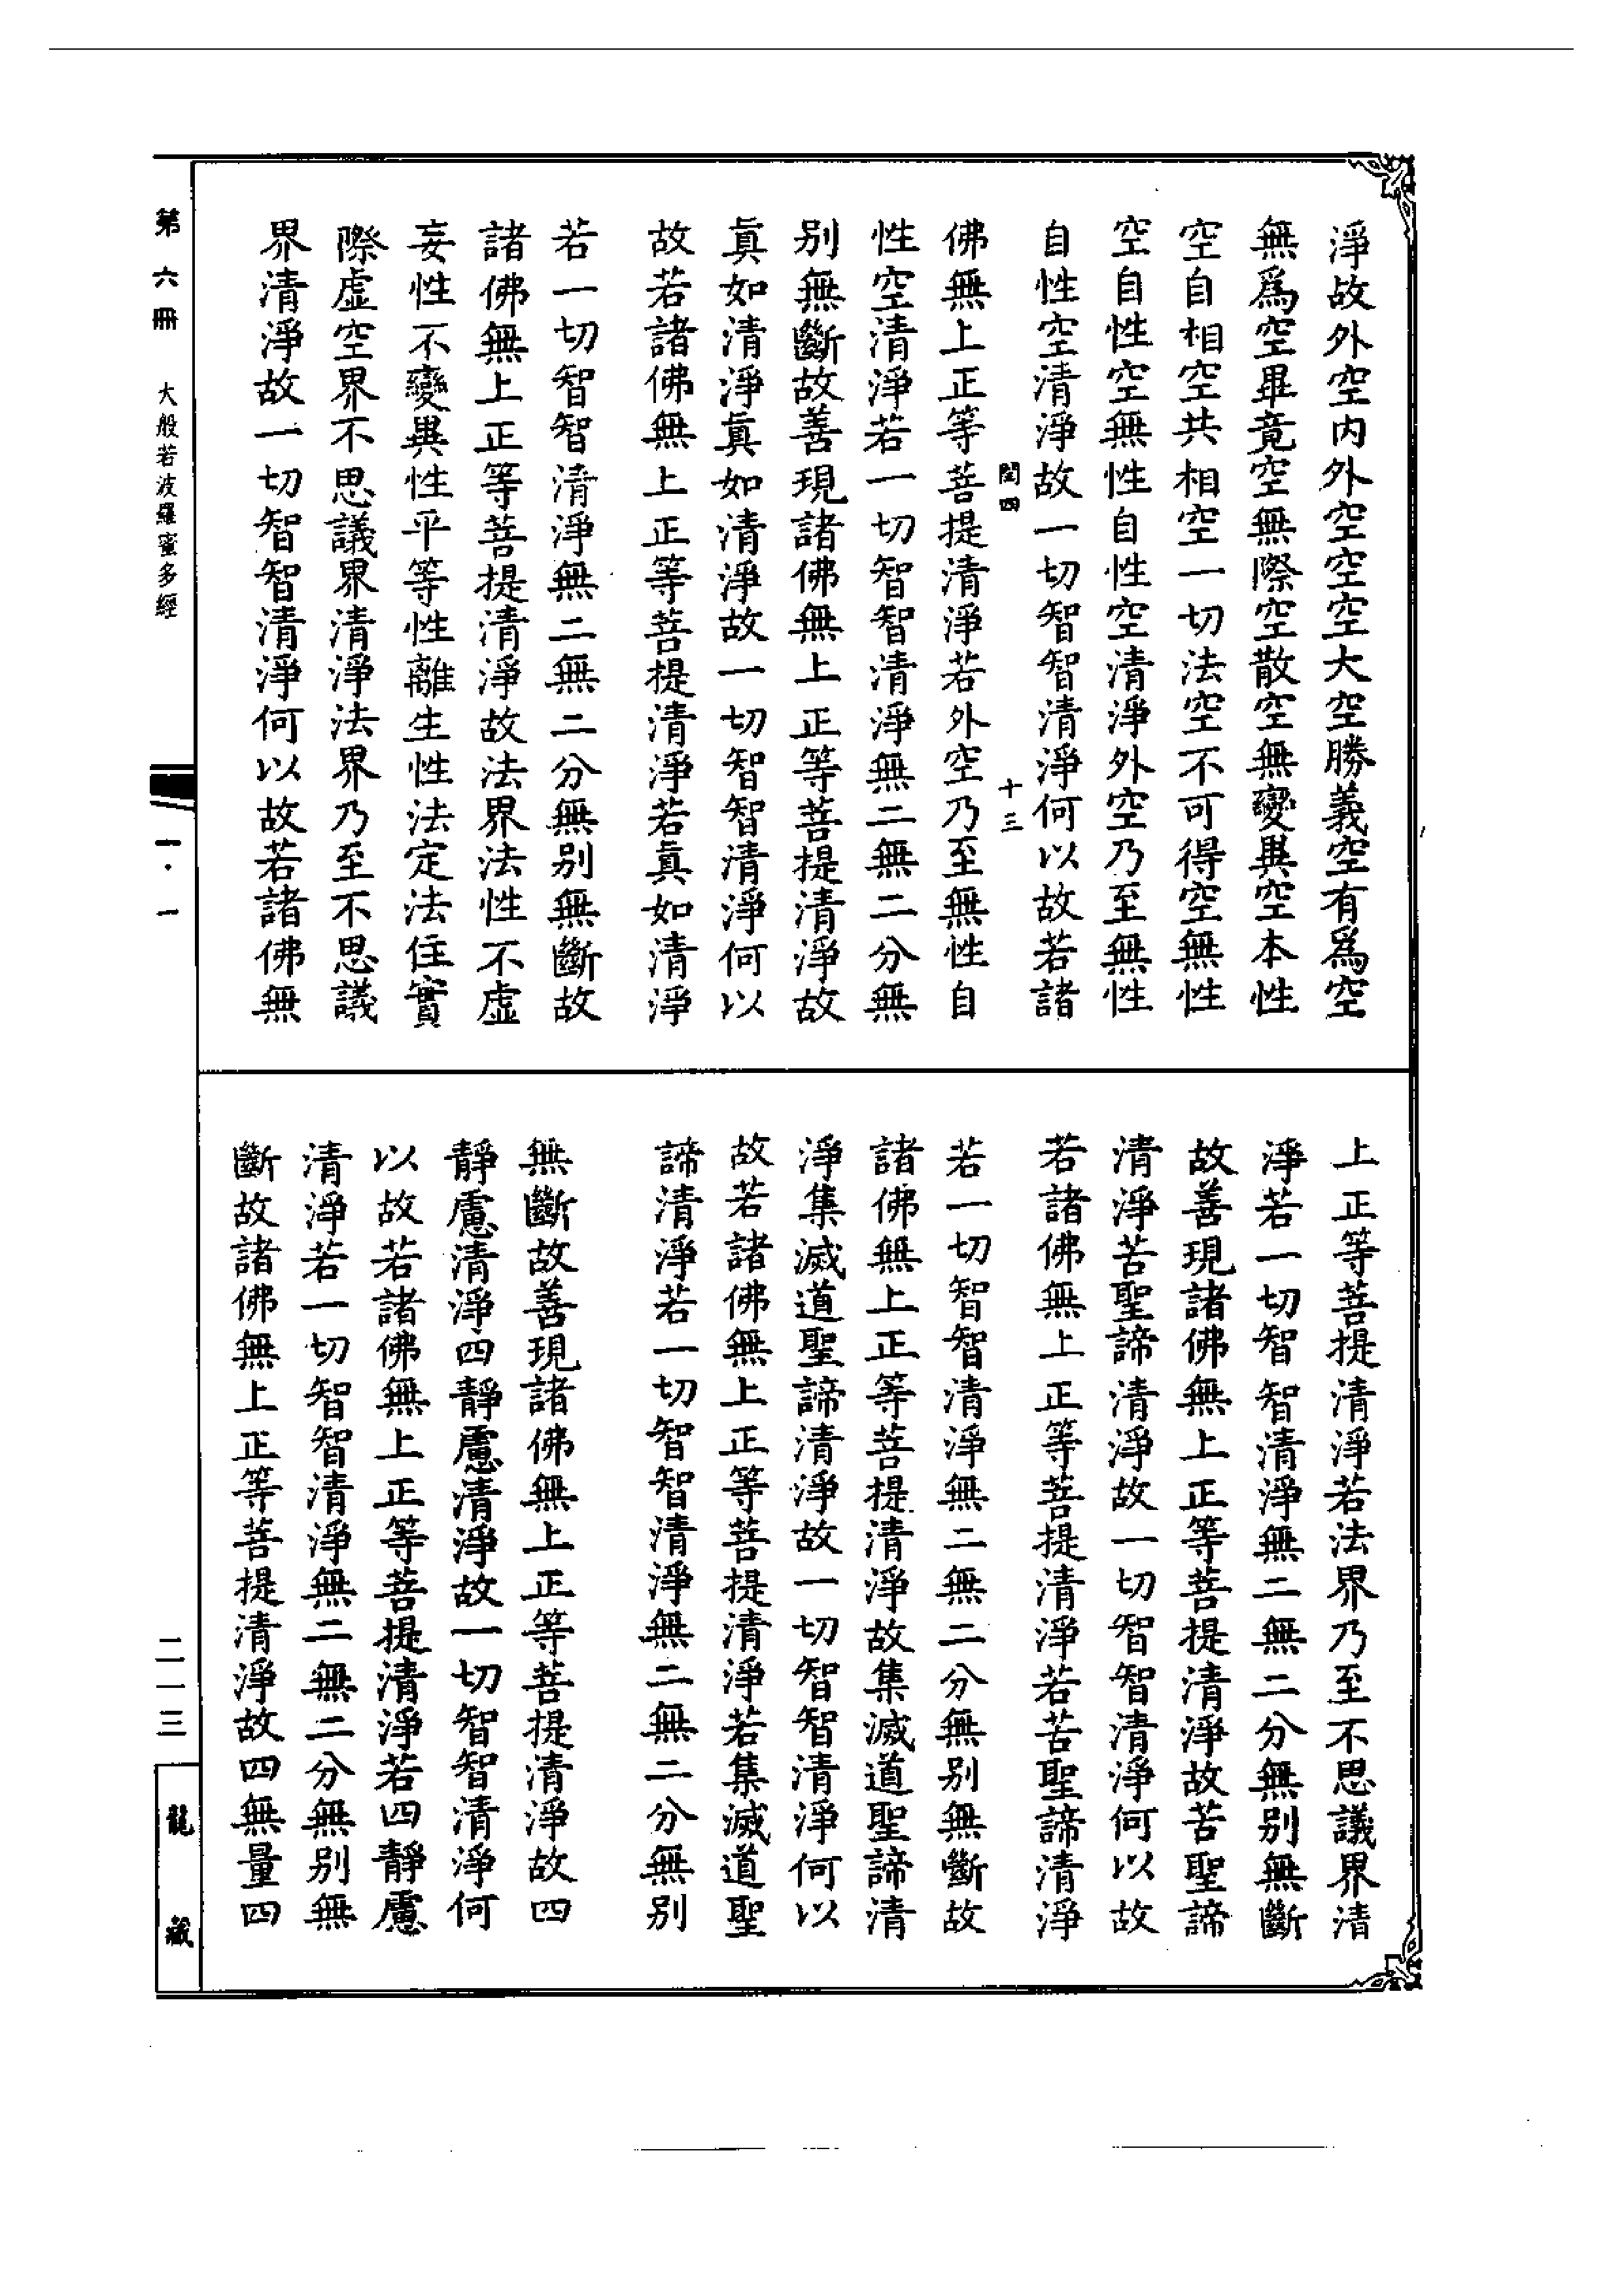 淨故外空內外空空空大空勝義空有爲空
無爲空畢竟空無際空散空無變異空本性
空自相空共相空一切法空不可得空無性
空自性空無性自性空清淨外空乃至無性
自性空清淨故一切智智清淨何以故若諸
閏四 十三
佛無上正等菩提清淨若外空乃至無性自
性空清淨若一切智智清淨無二無二分無
別無斷故善現諸佛無上正等菩提清淨故
眞如清淨眞如清淨故一切智智清淨何以
故若諸佛無上正等菩提清淨若眞如清淨
若一切智智清淨無二無二分無別無斷故
諸佛無上正等菩提清淨故法界法性不虛
妄性不變異性平等性離生性法定法住實
際虛空界不思議界清淨法界乃至不思議
界清淨故一切智智清淨何以故若諸佛無
上正等菩提清淨若法界乃至不思議界清
淨若一切智智清淨無二無二分無別無斷
故善現諸佛無上正等菩提清淨故苦聖諦
清淨苦聖諦清淨故一切智智清淨何以故
若諸佛無上正等菩提清淨若苦聖諦清淨
若一切智智清淨無二無二分無別無斷故
諸佛無上正等菩提清淨故集滅道聖諦清
淨集滅道聖諦清淨故一切智智清淨何以
故若諸佛無上正等菩提清淨若集滅道聖
諦清淨若一切智智清淨無二無二分無別
無斷故善現諸佛無上正等菩提清淨故四
靜慮清淨四靜慮清淨故一切智智清淨何
以故若諸佛無上正等菩提清淨若四靜慮
清淨若一切智智清淨無二無二分無別無
斷故諸佛無上正等菩提清淨故四無量四
第六冊 大般若波羅蜜多經 一·一 二一三 龍藏